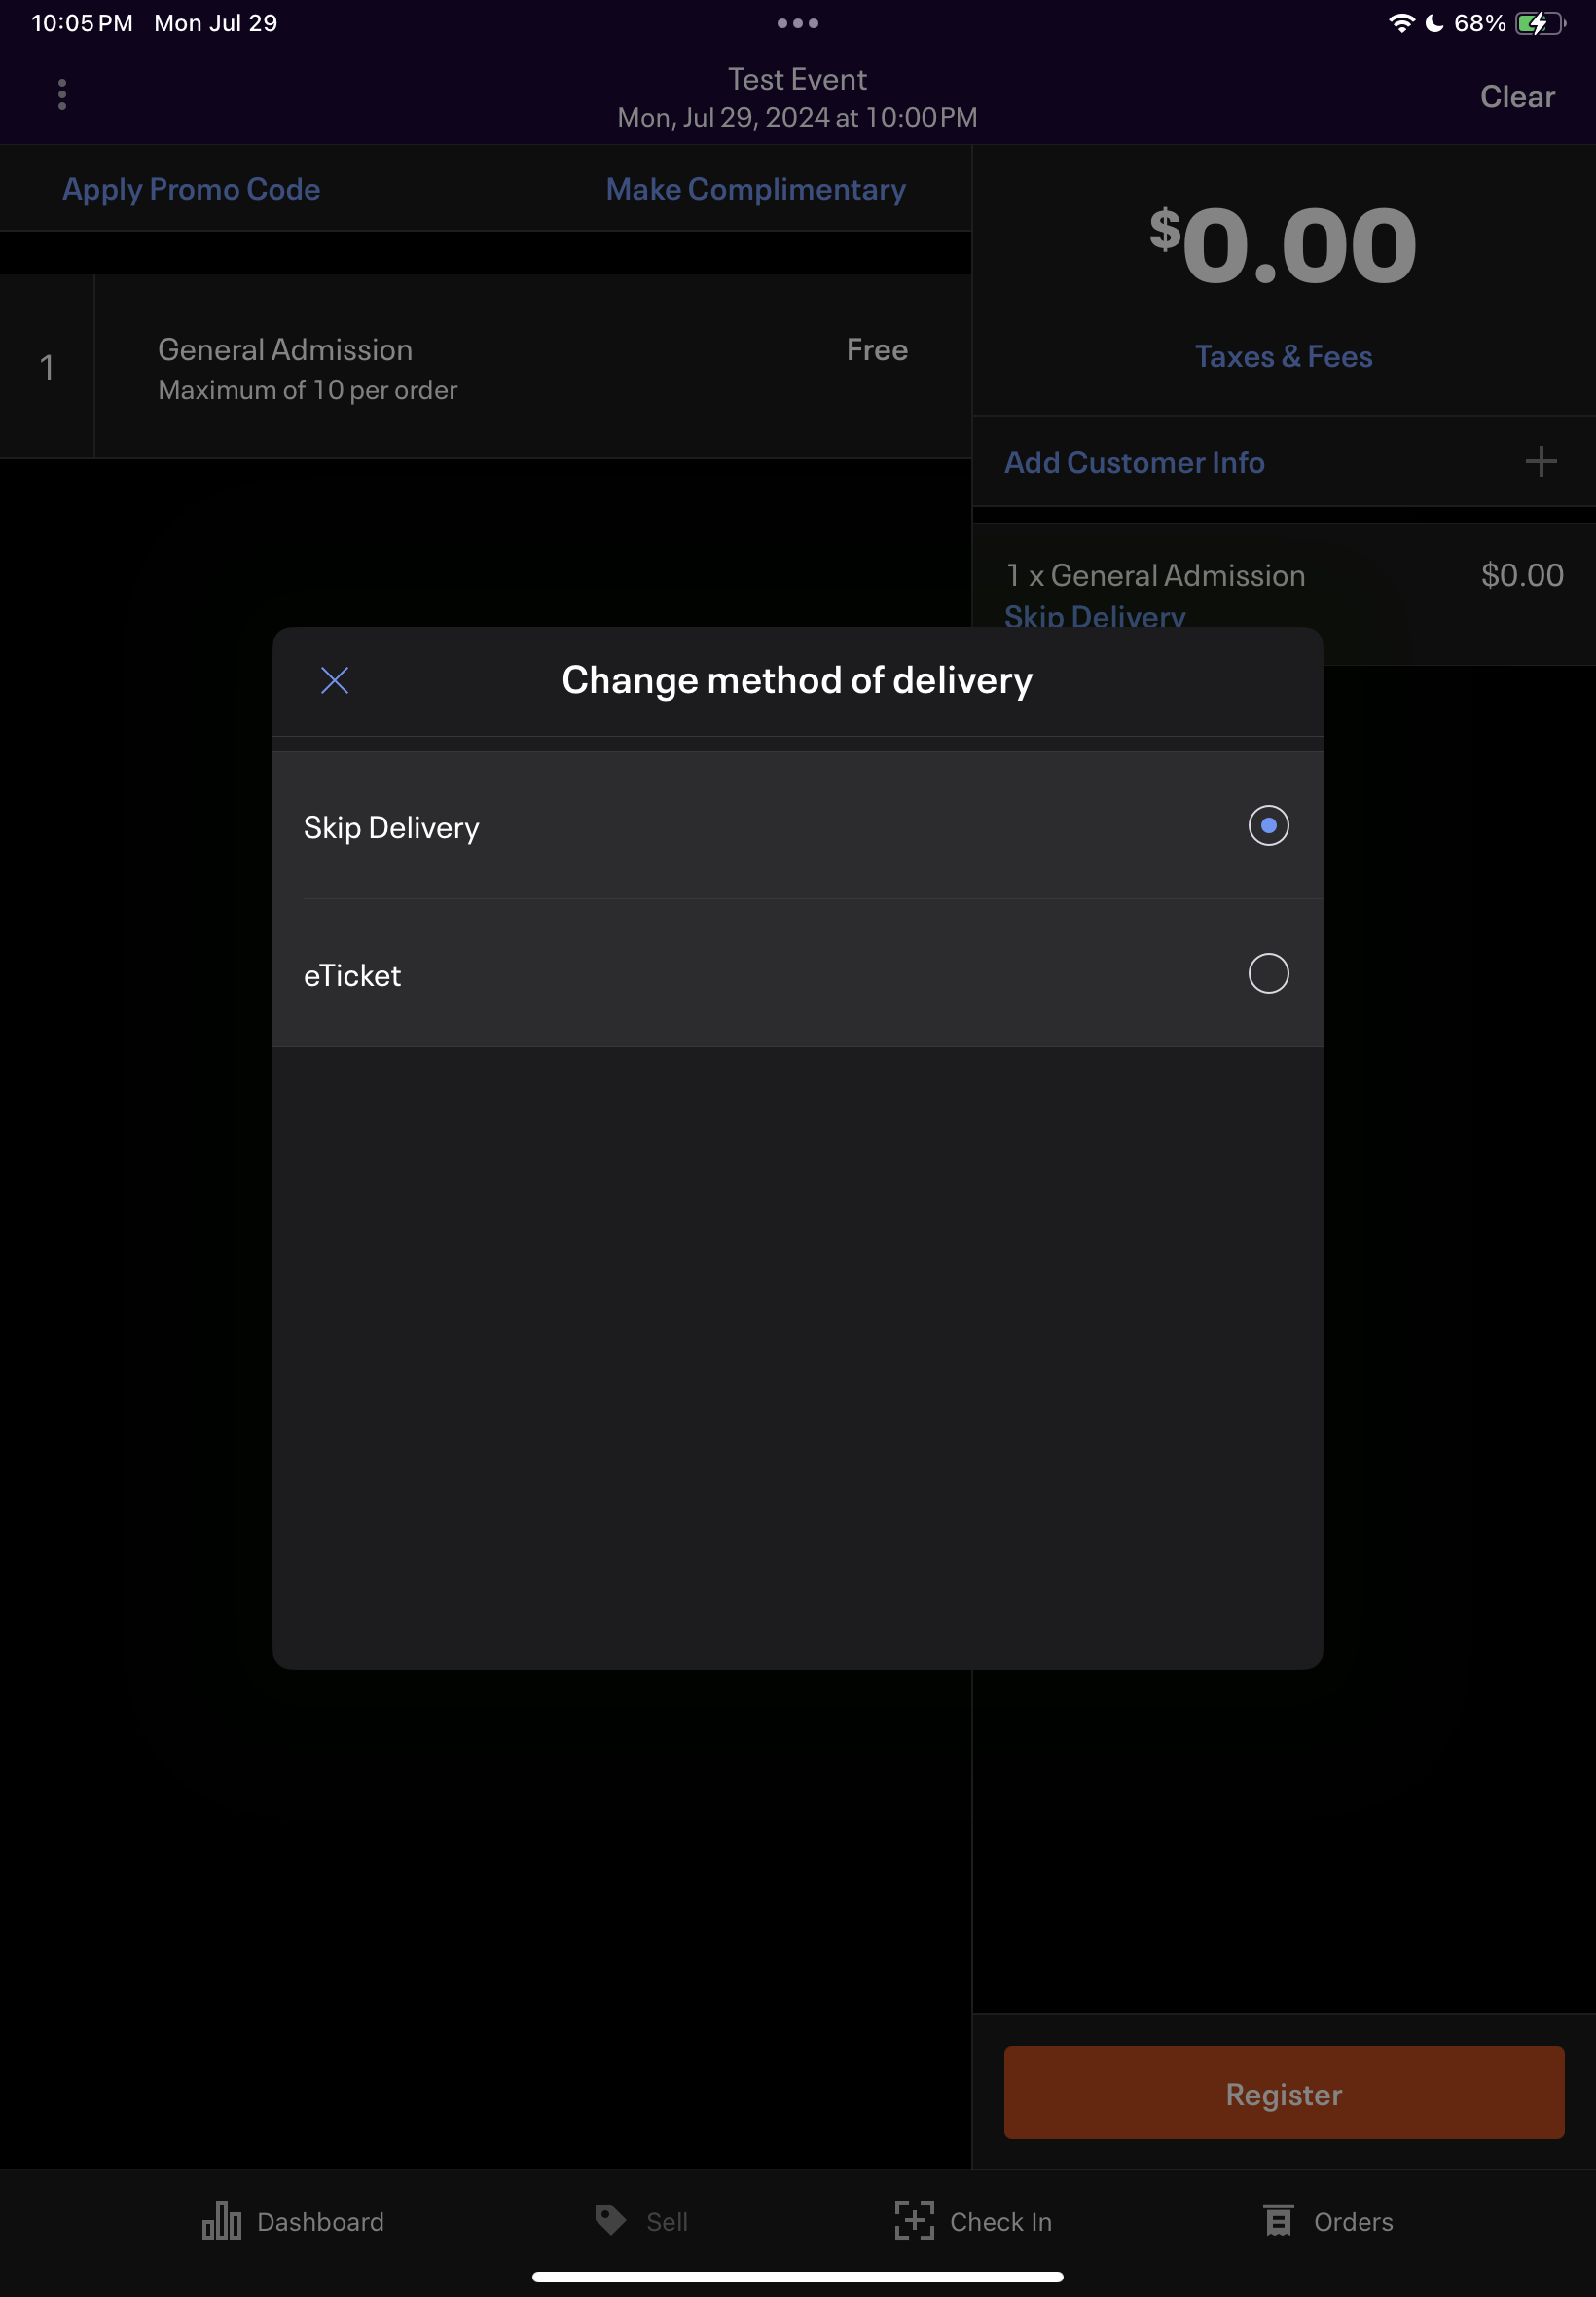 10:05 PM Mon Jul 29
68%
Test Event
Mon, Jul 29, 2024 at 10:00 PM
Clear
Apply Promo Code
Make Complimentary
$0.00
Taxes & Fees
1
General Admission
Free
Maximum of 10 per order
Add Customer Info
1 x General Admission
$0.00
Skip Delivery
Change method of delivery
Skip Delivery
eTicket
Register
Dashboard
Sell
Check In
Orders